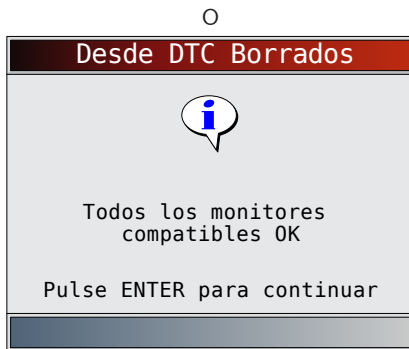 O
Desde DTC Borrados
i
Todos los monitores
compatibles OK
Pulse ENTER para continuar